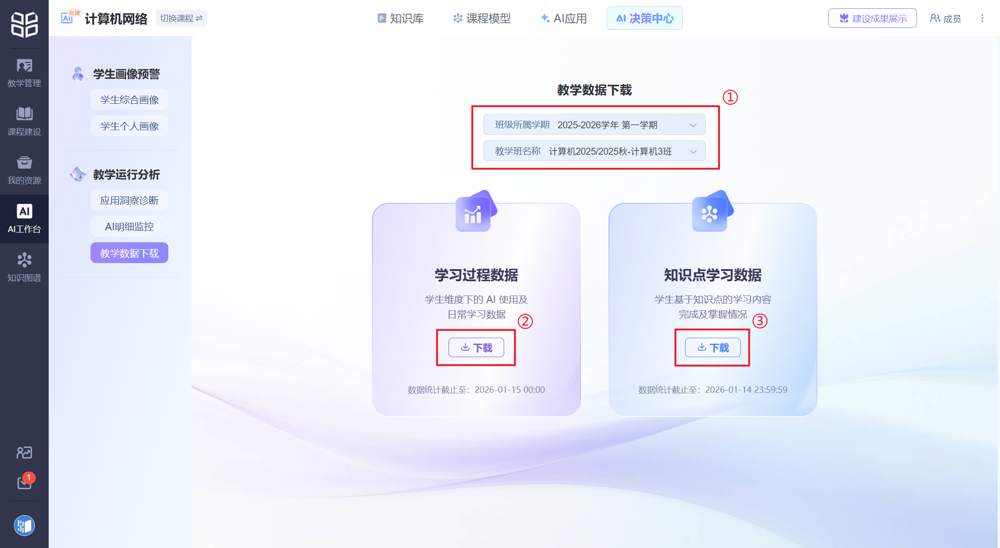 自建
AI
计算机网络
切换课程
知识库
课程模型
AI应用
AI 决策中心
建设成果展示
成员
教学管理
课程建设
我的资源
AI
AI工作台
知识图谱
1
学生画像预警
学生综合画像
学生个人画像
教学运行分析
应用洞察诊断
AI明细监控
教学数据下载
教学数据下载
①
班级所属学期 2025-2026学年 第一学期
教学班名称 计算机2025/2025秋-计算机3班
学习过程数据
学生维度下的 AI 使用及
日常学习数据
②
下载
数据统计截止至：2026-01-15 00:00
知识点学习数据
学生基于知识点的学习内容
完成及掌握情况
③
下载
数据统计截止至：2026-01-14 23:59:59